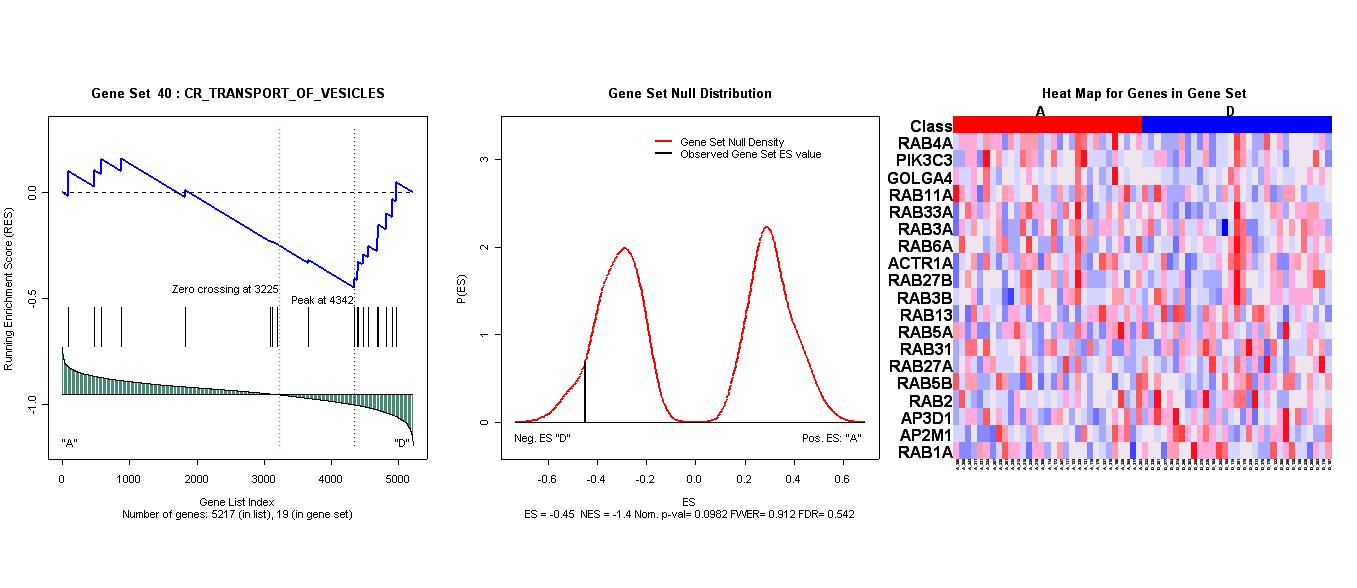 Gene Set  40 : CR_TRANSPORT_OF_VESICLES
Running Enrichment Score (RES)
0.0
-0.5
-1.0
Zero crossing at 3225
Peak at 4342
"A"
"D"
0 1000 2000 3000 4000 5000
Gene List Index
Number of genes: 5217 (in list), 19 (in gene set)
Gene Set Null Distribution
Gene Set Null Density
Observed Gene Set ES value
P(ES)
3
2
1
0
Neg. ES "D"
Pos. ES: "A"
-0.6 -0.4 -0.2 0.0 0.2 0.4 0.6
ES
ES = -0.45  NES = -1.4 Nom. p-val= 0.0982 FWER= 0.912 FDR= 0.542
Heat Map for Genes in Gene Set
A D
Class
RAB4A
PIK3C3
GOLGA4
RAB11A
RAB33A
RAB3A
RAB6A
ACTR1A
RAB27B
RAB3B
RAB13
RAB5A
RAB31
RAB27A
RAB5B
RAB2
AP3D1
AP2M1
RAB1A